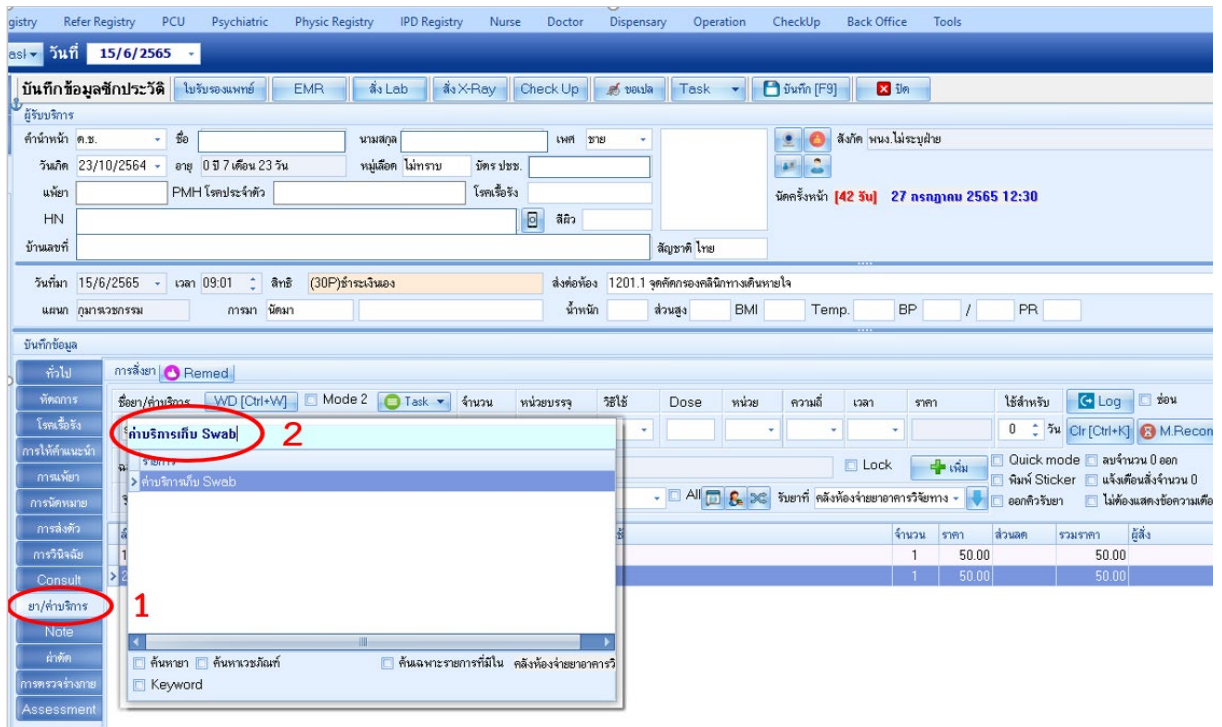 gistry Refer Registry PCU Psychiatric Physic Registry IPD Registry Nurse Doctor Dispensary Operation CheckUp Back Office Tools
วันที่ 15/6/2565
บันทึกข้อมูลซักประวัติ ใบรับรองแพทย์ EMR สั่ง Lab สั่ง X-Ray Check Up ขอเปล Task บันทึก [F9] ปิด
ผู้รับบริการ
คำนำหน้า ด.ช. ชื่อ นามสกุล เพศ ชาย สังกัด พนง.ไม่ระบุฝ่าย
วันเกิด 23/10/2564 อายุ 0 ปี 7 เดือน 23 วัน หมู่เลือด ไม่ทราบ บัตร ปชช.
แพ้ยา PMH โรคประจำตัว โรคเรื้อรัง นัดครั้งหน้า [42 วัน] 27 กรกฎาคม 2565 12:30
HN สีผิว
บ้านเลขที่ สัญชาติ ไทย
วันที่มา 15/6/2565 เวลา 09:01 สิทธิ (30P)ชำระเงินเอง ส่งต่อห้อง 1201.1 จุดคัดกรองคลินิกทางเดินหายใจ
แผนก กุมารเวชกรรม การมา นัดมา น้ำหนัก ส่วนสูง BMI Temp. BP / PR
บันทึกข้อมูล
ทั่วไป การสั่งยา Remed
หัตถการ ชื่อยา/ค่าบริการ WD [Ctrl+W] Mode 2 Task จำนวน หน่วยบรรจุ วิธีใช้ Dose หน่วย ความถี่ เวลา ราคา ใช้สำหรับ Log ซ่อน
โรคเรื้อรัง ค่าบริการเก็บ Swab 2 0 วัน Clr [Ctrl+K] M.Recon
การให้คำแนะนำ รายการ Lock เพิ่ม Quick mode ลบจำนวน 0 ออก
การแพ้ยา ค่าบริการเก็บ Swab พิมพ์ Sticker แจ้งเตือนสั่งจำนวน 0
การนัดหมาย All รับยาที่ คลังห้องจ่ายยาอาคารวิจัยทาง ออกคิวรับยา ไม่ต้องแสดงข้อความเตือ
การส่งตัว จำนวน ราคา ส่วนลด รวมราคา ผู้สั่ง
การวินิจฉัย 1 1 50.00 50.00
Consult 2 1 50.00 50.00
ยา/ค่าบริการ 1
Note
ผ่าตัด ค้นหายา ค้นหาเวชภัณฑ์ ค้นเฉพาะรายการที่มีใน คลังห้องจ่ายยาอาคารวิ
การตรวจร่างกาย Keyword
Assessment